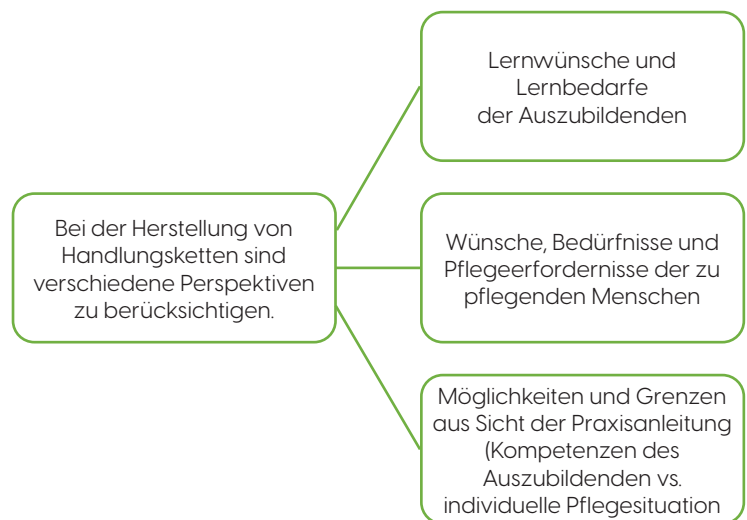 Bei der Herstellung von
Handlungsketten sind
verschiedene Perspektiven
zu berücksichtigen.
Lernwünsche und
Lernbedarfe
der Auszubildenden
Wünsche, Bedürfnisse und
Pflegeerfordernisse der zu
pflegenden Menschen
Möglichkeiten und Grenzen
aus Sicht der Praxisanleitung
(Kompetenzen des
Auszubildenden vs.
individuelle Pflegesituation